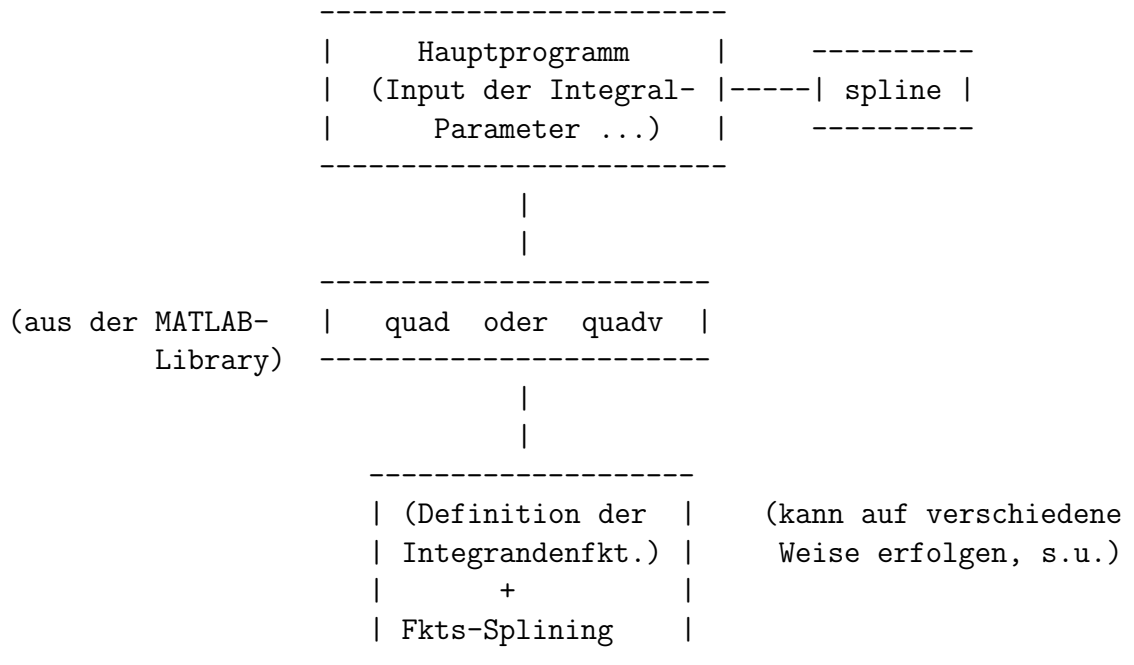 -------------------------
|     Hauptprogramm     |     ----------
|  (Input der Integral- |-----| spline |
|      Parameter ...)   |     ----------
-------------------------
|
|
------------------------
(aus der MATLAB-   |   quad  oder  quadv  |
Library)  ------------------------
|
|
--------------------
| (Definition der  |    (kann auf verschiedene
| Integrandenfkt.) |     Weise erfolgen, s.u.)
|       +          |
| Fkts-Splining    |